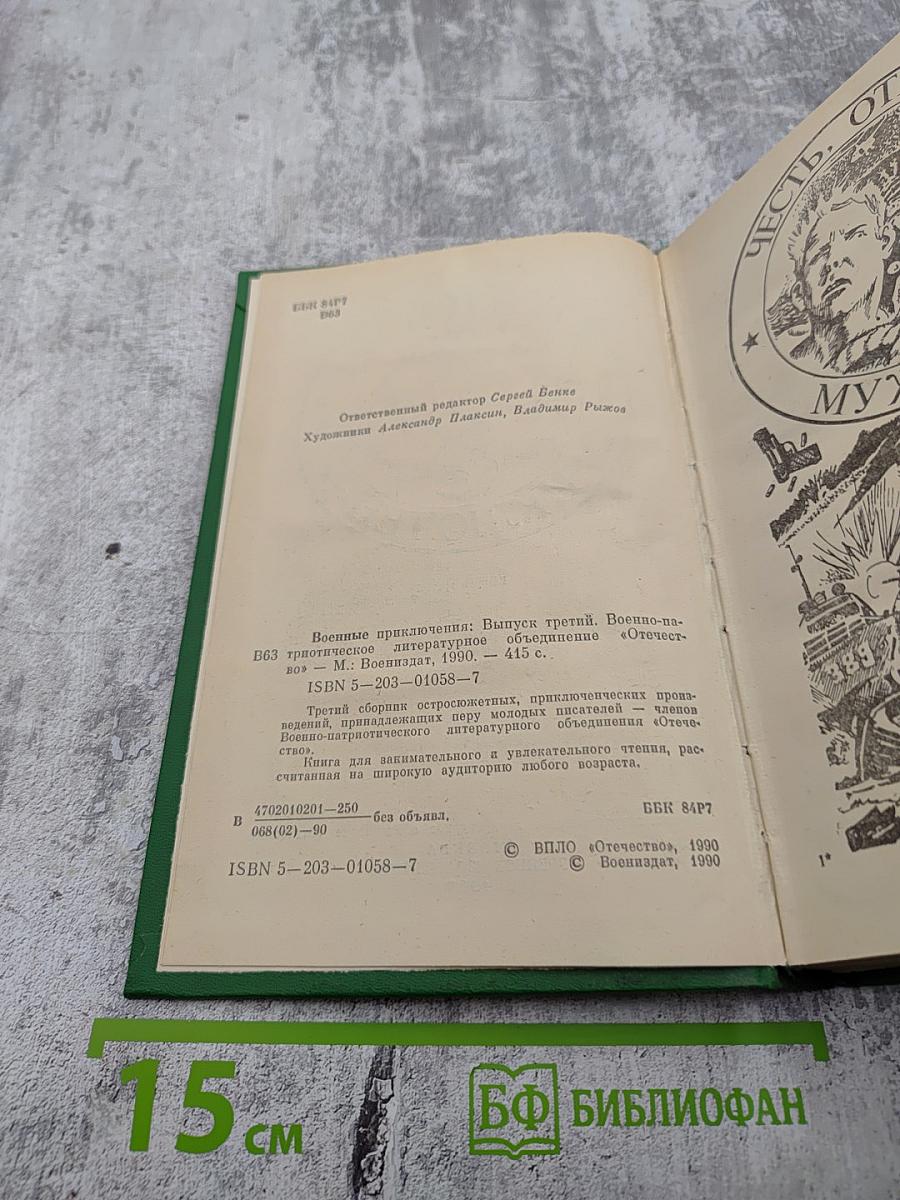 ББК 84Р7
В63
Ответственный редактор Сергей Бенке
Художники Александр Плаксин, Владимир Рыжов
Военные приключения: Выпуск третий. Военно-па-
В63 триотическое литературное объединение «Отечест-
во» — М.: Воениздат, 1990. — 415 с.
ISBN 5—203—01058—7
Третий сборник остросюжетных, приключенческих произ-
ведений, принадлежащих перу молодых писателей — членов
Военно-патриотического литературного объединения «Отече-
ство».
Книга для занимательного и увлекательного чтения, рас-
считанная на широкую аудиторию любого возраста.
В 4702010201—250
068(02)—90
без объявл.
ББК 84Р7
ISBN 5—203—01058—7
© ВПЛО «Отечество», 1990
© Воениздат, 1990
ЧЕСТЬ, ОТ
МУЖ
389
1*
15 см
БФ БИБЛИОФАН